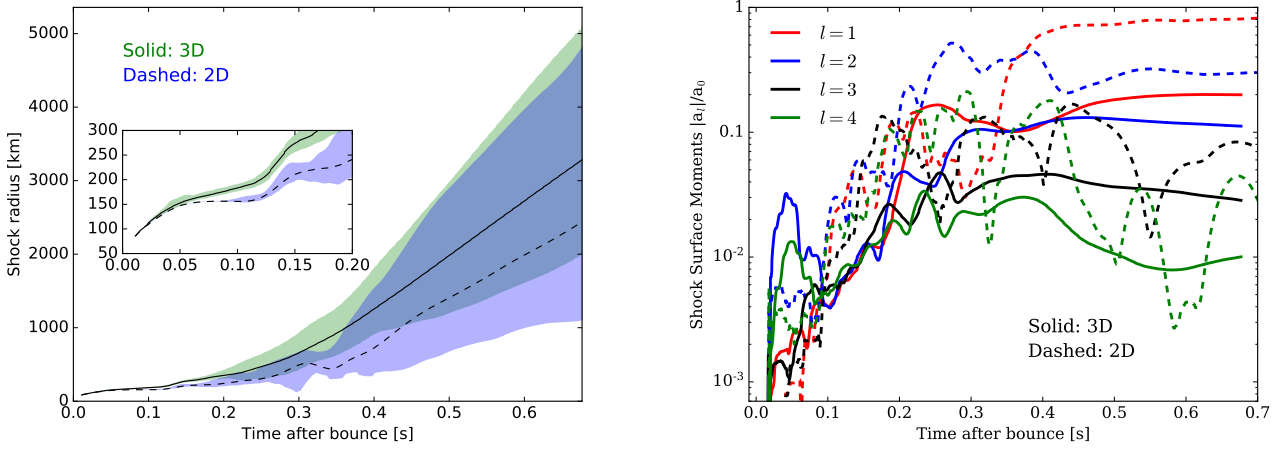 Shock radius [km]
5000
4000
3000
2000
1000
0
Solid: 3D
Dashed: 2D
300
250
200
150
100
50
0.00 0.05 0.10 0.15 0.20
0.0 0.1 0.2 0.3 0.4 0.5 0.6
Time after bounce [s]
Shock Surface Moments |a_l|/a_0
1
0.1
10^{-2}
10^{-3}
l = 1
l = 2
l = 3
l = 4
Solid: 3D
Dashed: 2D
0.0 0.1 0.2 0.3 0.4 0.5 0.6 0.7
Time after bounce [s]